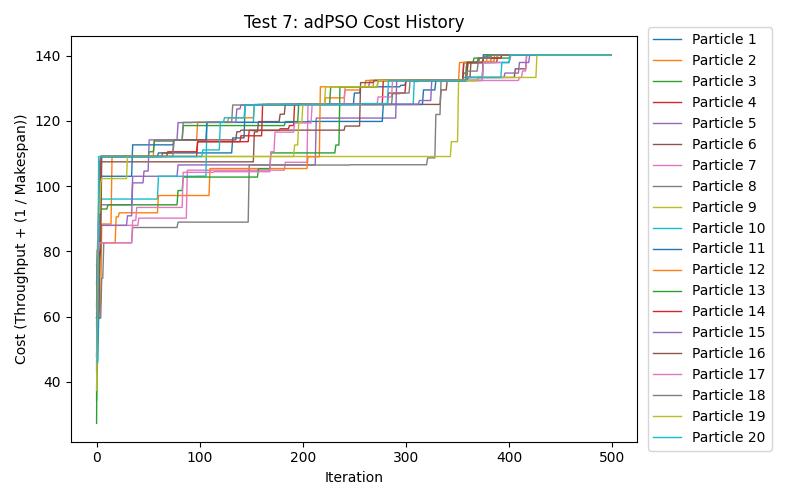 Test 7: adPSO Cost History
Cost (Throughput + (1 / Makespan))
140
120
100
80
60
40
0
100
200
300
400
500
Iteration
Particle 1
Particle 2
Particle 3
Particle 4
Particle 5
Particle 6
Particle 7
Particle 8
Particle 9
Particle 10
Particle 11
Particle 12
Particle 13
Particle 14
Particle 15
Particle 16
Particle 17
Particle 18
Particle 19
Particle 20